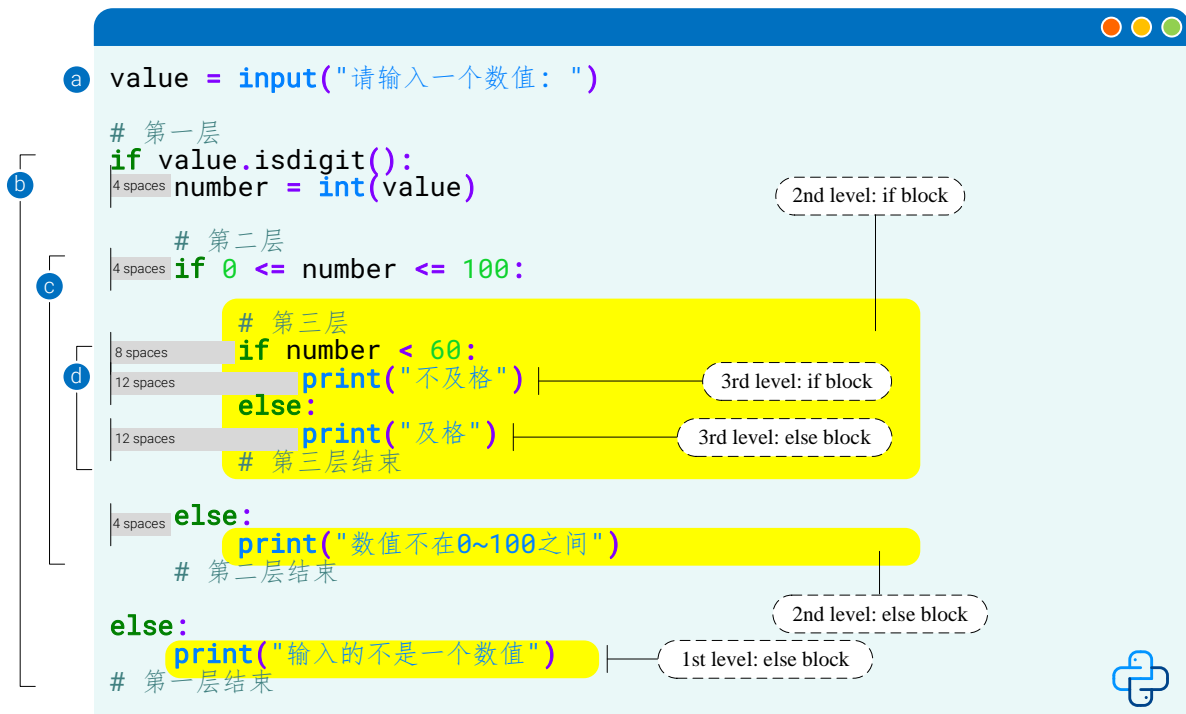 a value = input("请输入一个数值: ")
# 第一层
b if value.isdigit():
4 spaces number = int(value)
2nd level: if block
# 第二层
c 4 spaces if 0 <= number <= 100:
# 第三层
8 spaces if number < 60:
d 12 spaces print("不及格") 3rd level: if block
else:
12 spaces print("及格") 3rd level: else block
# 第三层结束
4 spaces else:
print("数值不在0~100之间")
# 第二层结束
2nd level: else block
else:
print("输入的不是一个数值") 1st level: else block
# 第一层结束